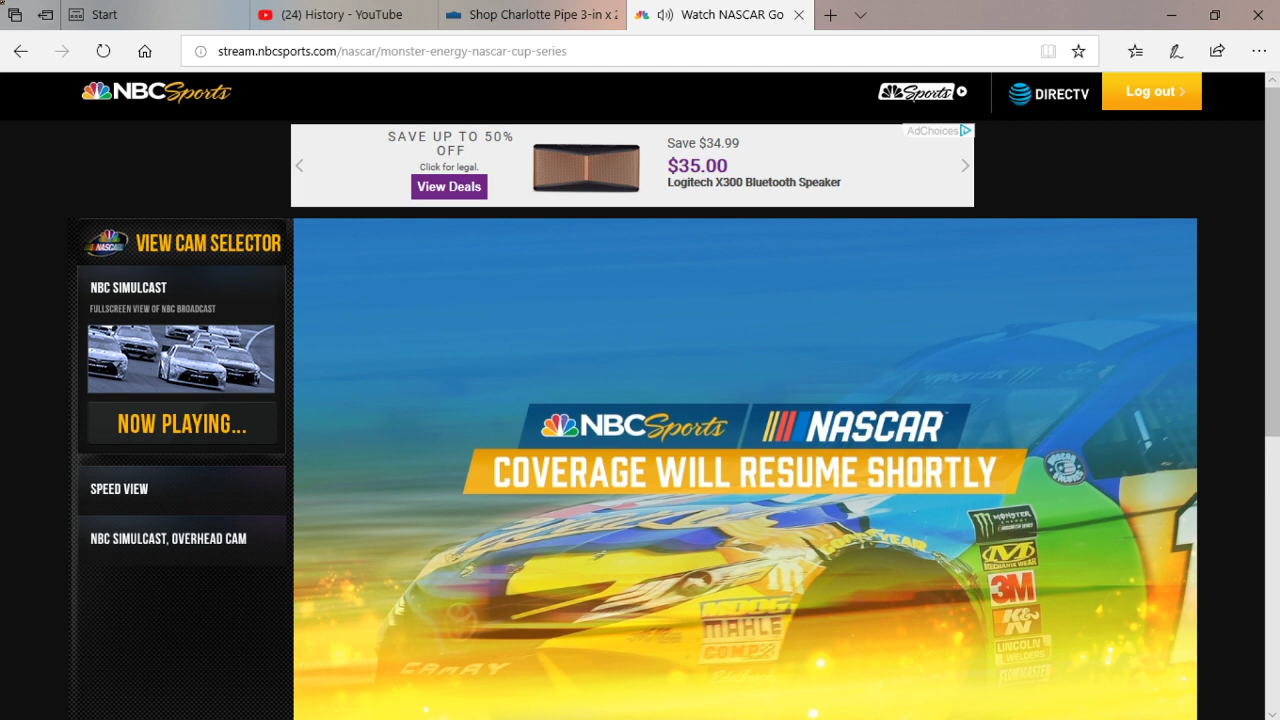 Start
(24) History - YouTube
Shop Charlotte Pipe 3-in x 2
Watch NASCAR Go
stream.nbcsports.com/nascar/monster-energy-nascar-cup-series
NBC Sports
Sports
DIRECTV
Log out
AdChoices
SAVE UP TO 50%
OFF
Click for legal.
View Deals
Save $34.99
$35.00
Logitech X300 Bluetooth Speaker
NASCAR
VIEW CAM SELECTOR
NBC SIMULCAST
FULLSCREEN VIEW OF NBC BROADCAST
NOW PLAYING...
SPEED VIEW
NBC SIMULCAST, OVERHEAD CAM
NBC Sports NASCAR
COVERAGE WILL RESUME SHORTLY
GOODYEAR
MONSTER
ENERGY
MECHANIX WEAR
3M
K&N
LINCOLN
WELDERS
MOOG
MAHLE
COMP
CAMRY